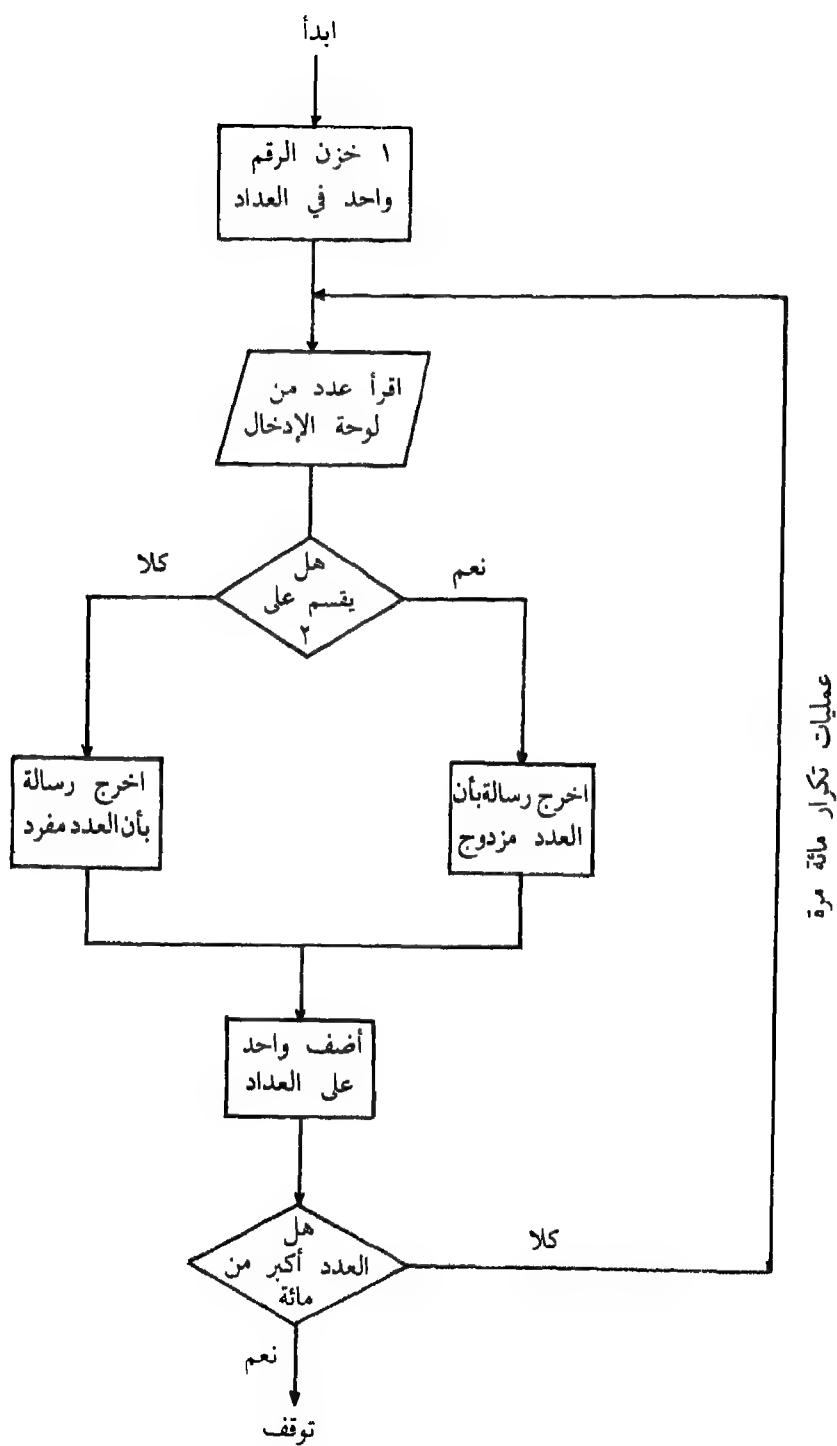 ابدأ
١ خزن الرقم
واحد في العداد
اقرأ عدد من
لوحة الإدخال
هل
يقسم على
٢
نعم
كلا
اخرج رسالة بأن
العدد مزدوج
اخرج رسالة
بأن العدد مفرد
أضف واحد
على العداد
هل
العدد أكبر من
مائة
كلا
نعم
توقف
عمليات تكرار مائة مرة